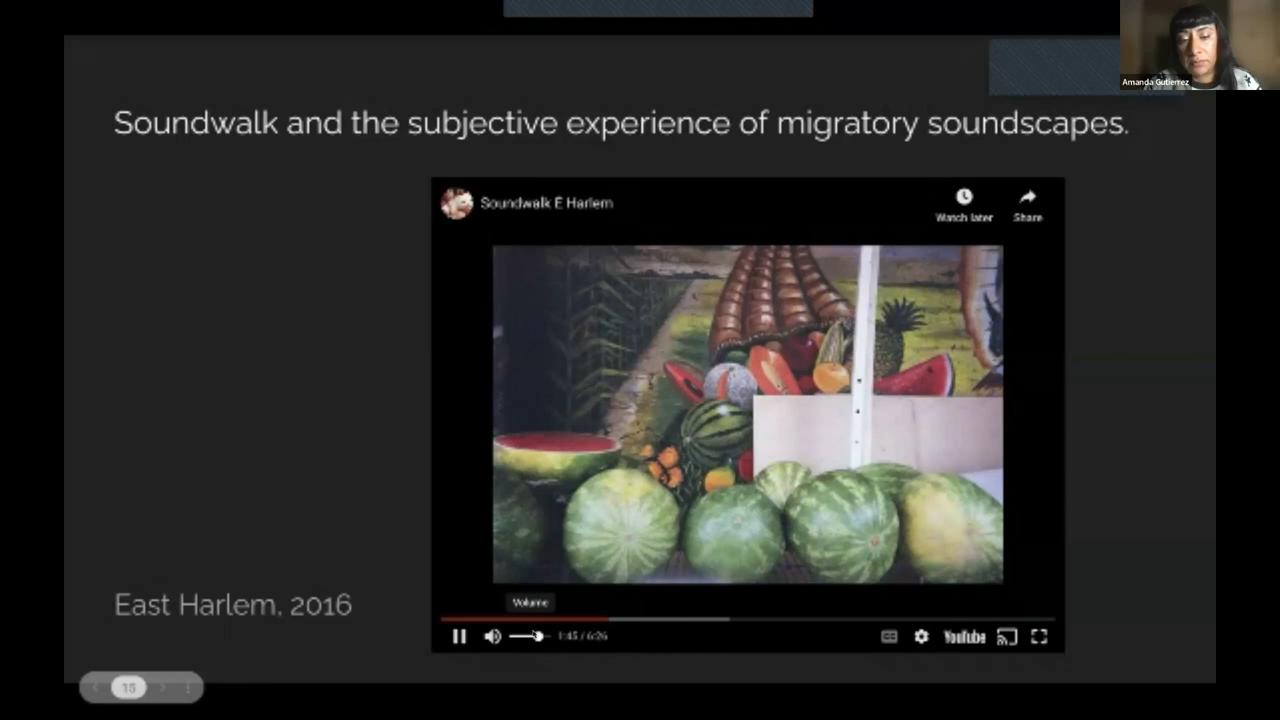 Amanda Gutierrez
Soundwalk and the subjective experience of migratory soundscapes.
Soundwalk E Harlem
Watch later
Share
East Harlem, 2016
Volume
1:45 / 6:26
YouTube
15